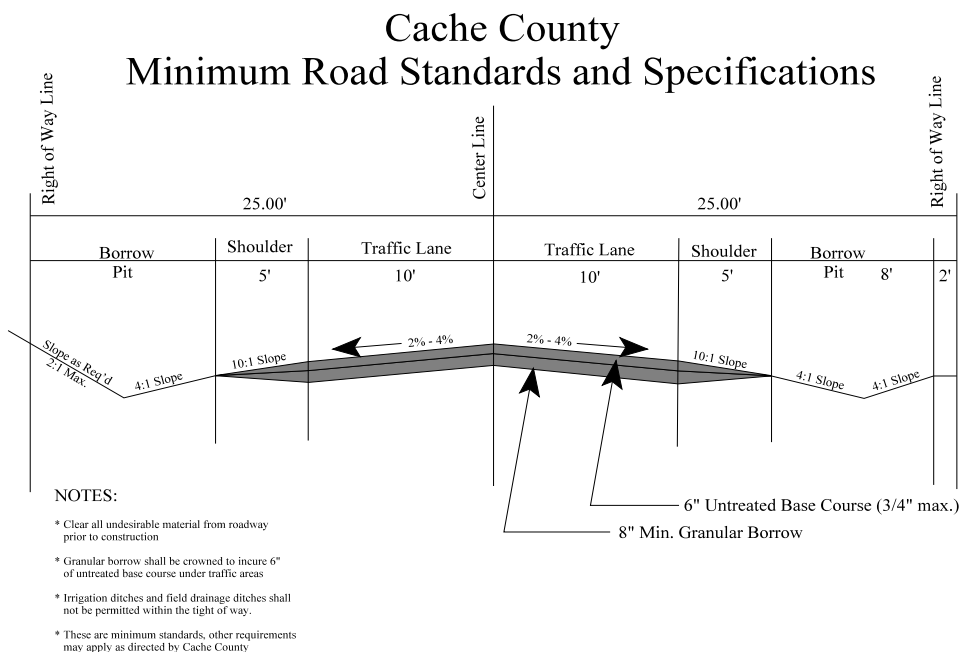 Cache County
Minimum Road Standards and Specifications
Right of Way Line
Center Line
Right of Way Line
25.00'
25.00'
Borrow
Pit
Shoulder
5'
Traffic Lane
10'
Traffic Lane
10'
Shoulder
5'
Borrow
Pit 8'
2'
Slope as Req'd
2:1 Max.
4:1 Slope
10:1 Slope
2% - 4%
2% - 4%
10:1 Slope
4:1 Slope
4:1 Slope
6" Untreated Base Course (3/4" max.)
8" Min. Granular Borrow
NOTES:
* Clear all undesirable material from roadway
prior to construction
* Granular borrow shall be crowned to incure 6"
of untreated base course under traffic areas
* Irrigation ditches and field drainage ditches shall
not be permitted within the tight of way.
* These are minimum standards, other requirements
may apply as directed by Cache County